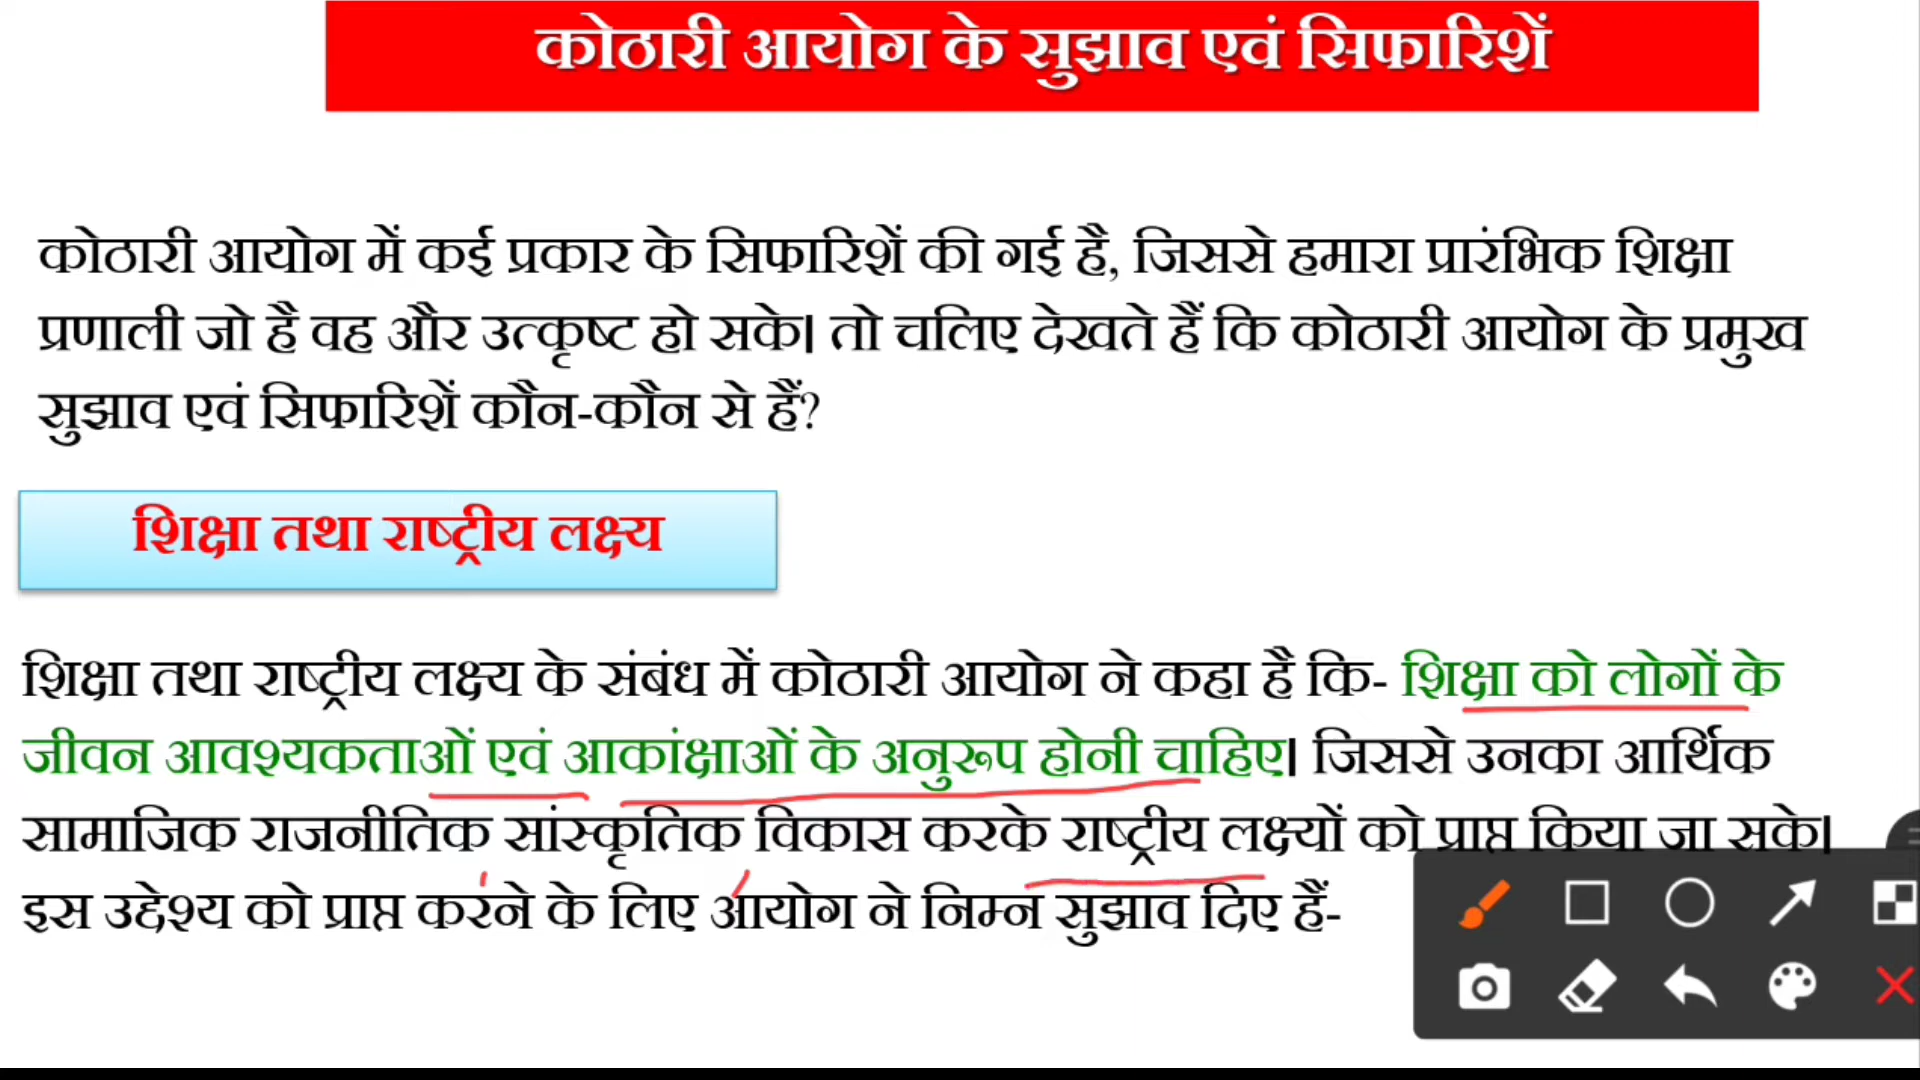 कोठारी आयोग के सुझाव एवं सिफारिशें
कोठारी आयोग में कई प्रकार के सिफारिशें की गई है, जिससे हमारा प्रारंभिक शिक्षा
प्रणाली जो है वह और उत्कृष्ट हो सके। तो चलिए देखते हैं कि कोठारी आयोग के प्रमुख
सुझाव एवं सिफारिशें कौन-कौन से हैं?
शिक्षा तथा राष्ट्रीय लक्ष्य
शिक्षा तथा राष्ट्रीय लक्ष्य के संबंध में कोठारी आयोग ने कहा है कि- शिक्षा को लोगों के
जीवन आवश्यकताओं एवं आकांक्षाओं के अनुरूप होनी चाहिए। जिससे उनका आर्थिक
सामाजिक राजनीतिक सांस्कृतिक विकास करके राष्ट्रीय लक्ष्यों को प्राप्त किया जा सके।
इस उद्देश्य को प्राप्त करने के लिए आयोग ने निम्न सुझाव दिए हैं-